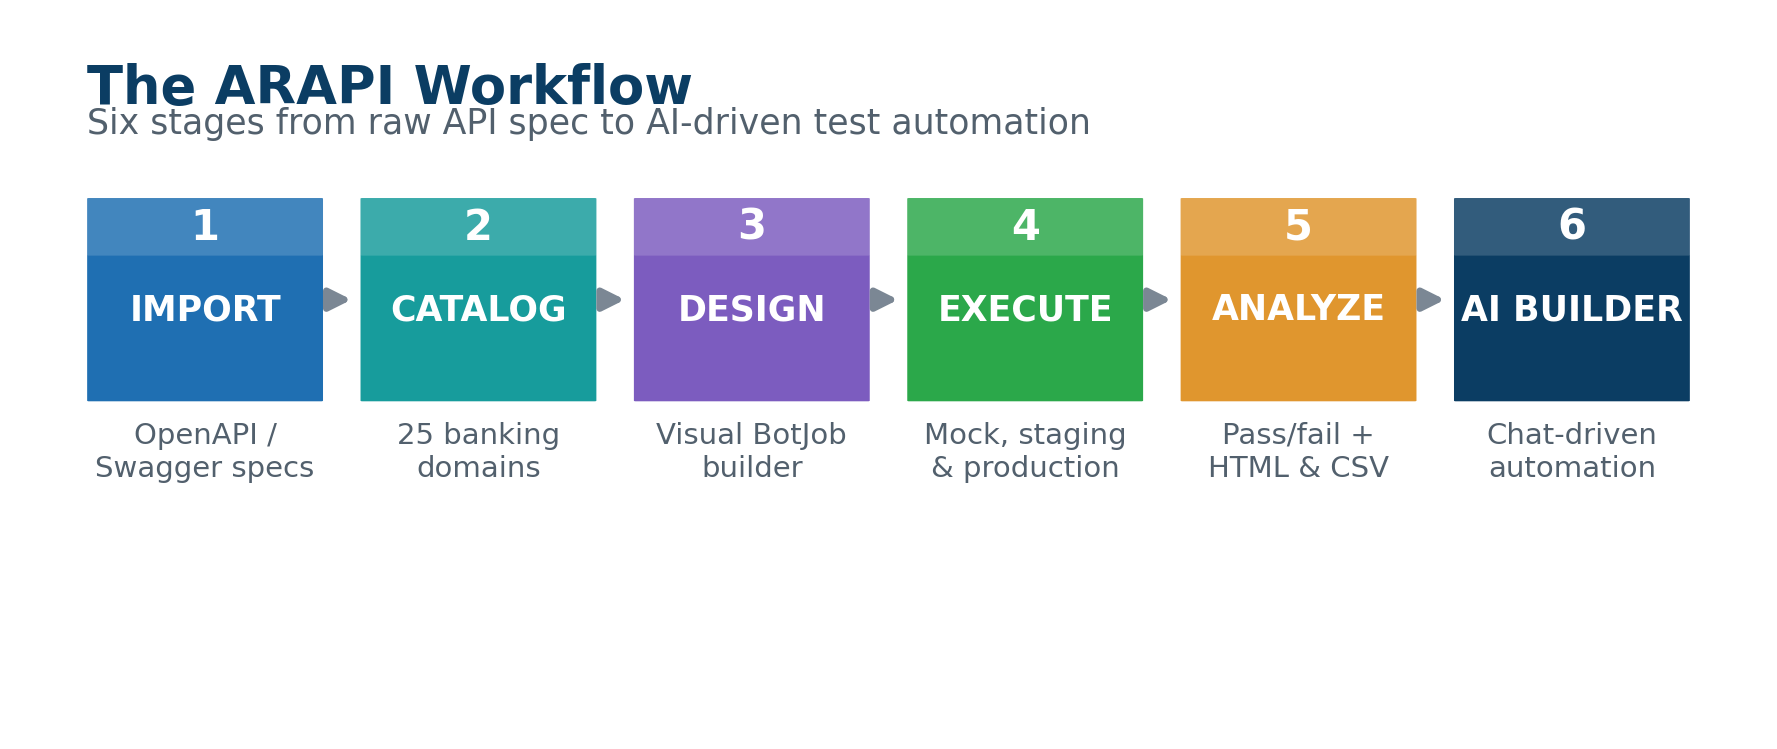 The ARAPI Workflow
Six stages from raw API spec to AI-driven test automation
1
IMPORT
OpenAPI /
Swagger specs
2
CATALOG
25 banking
domains
3
DESIGN
Visual BotJob
builder
4
EXECUTE
Mock, staging
& production
5
ANALYZE
Pass/fail +
HTML & CSV
6
AI BUILDER
Chat-driven
automation